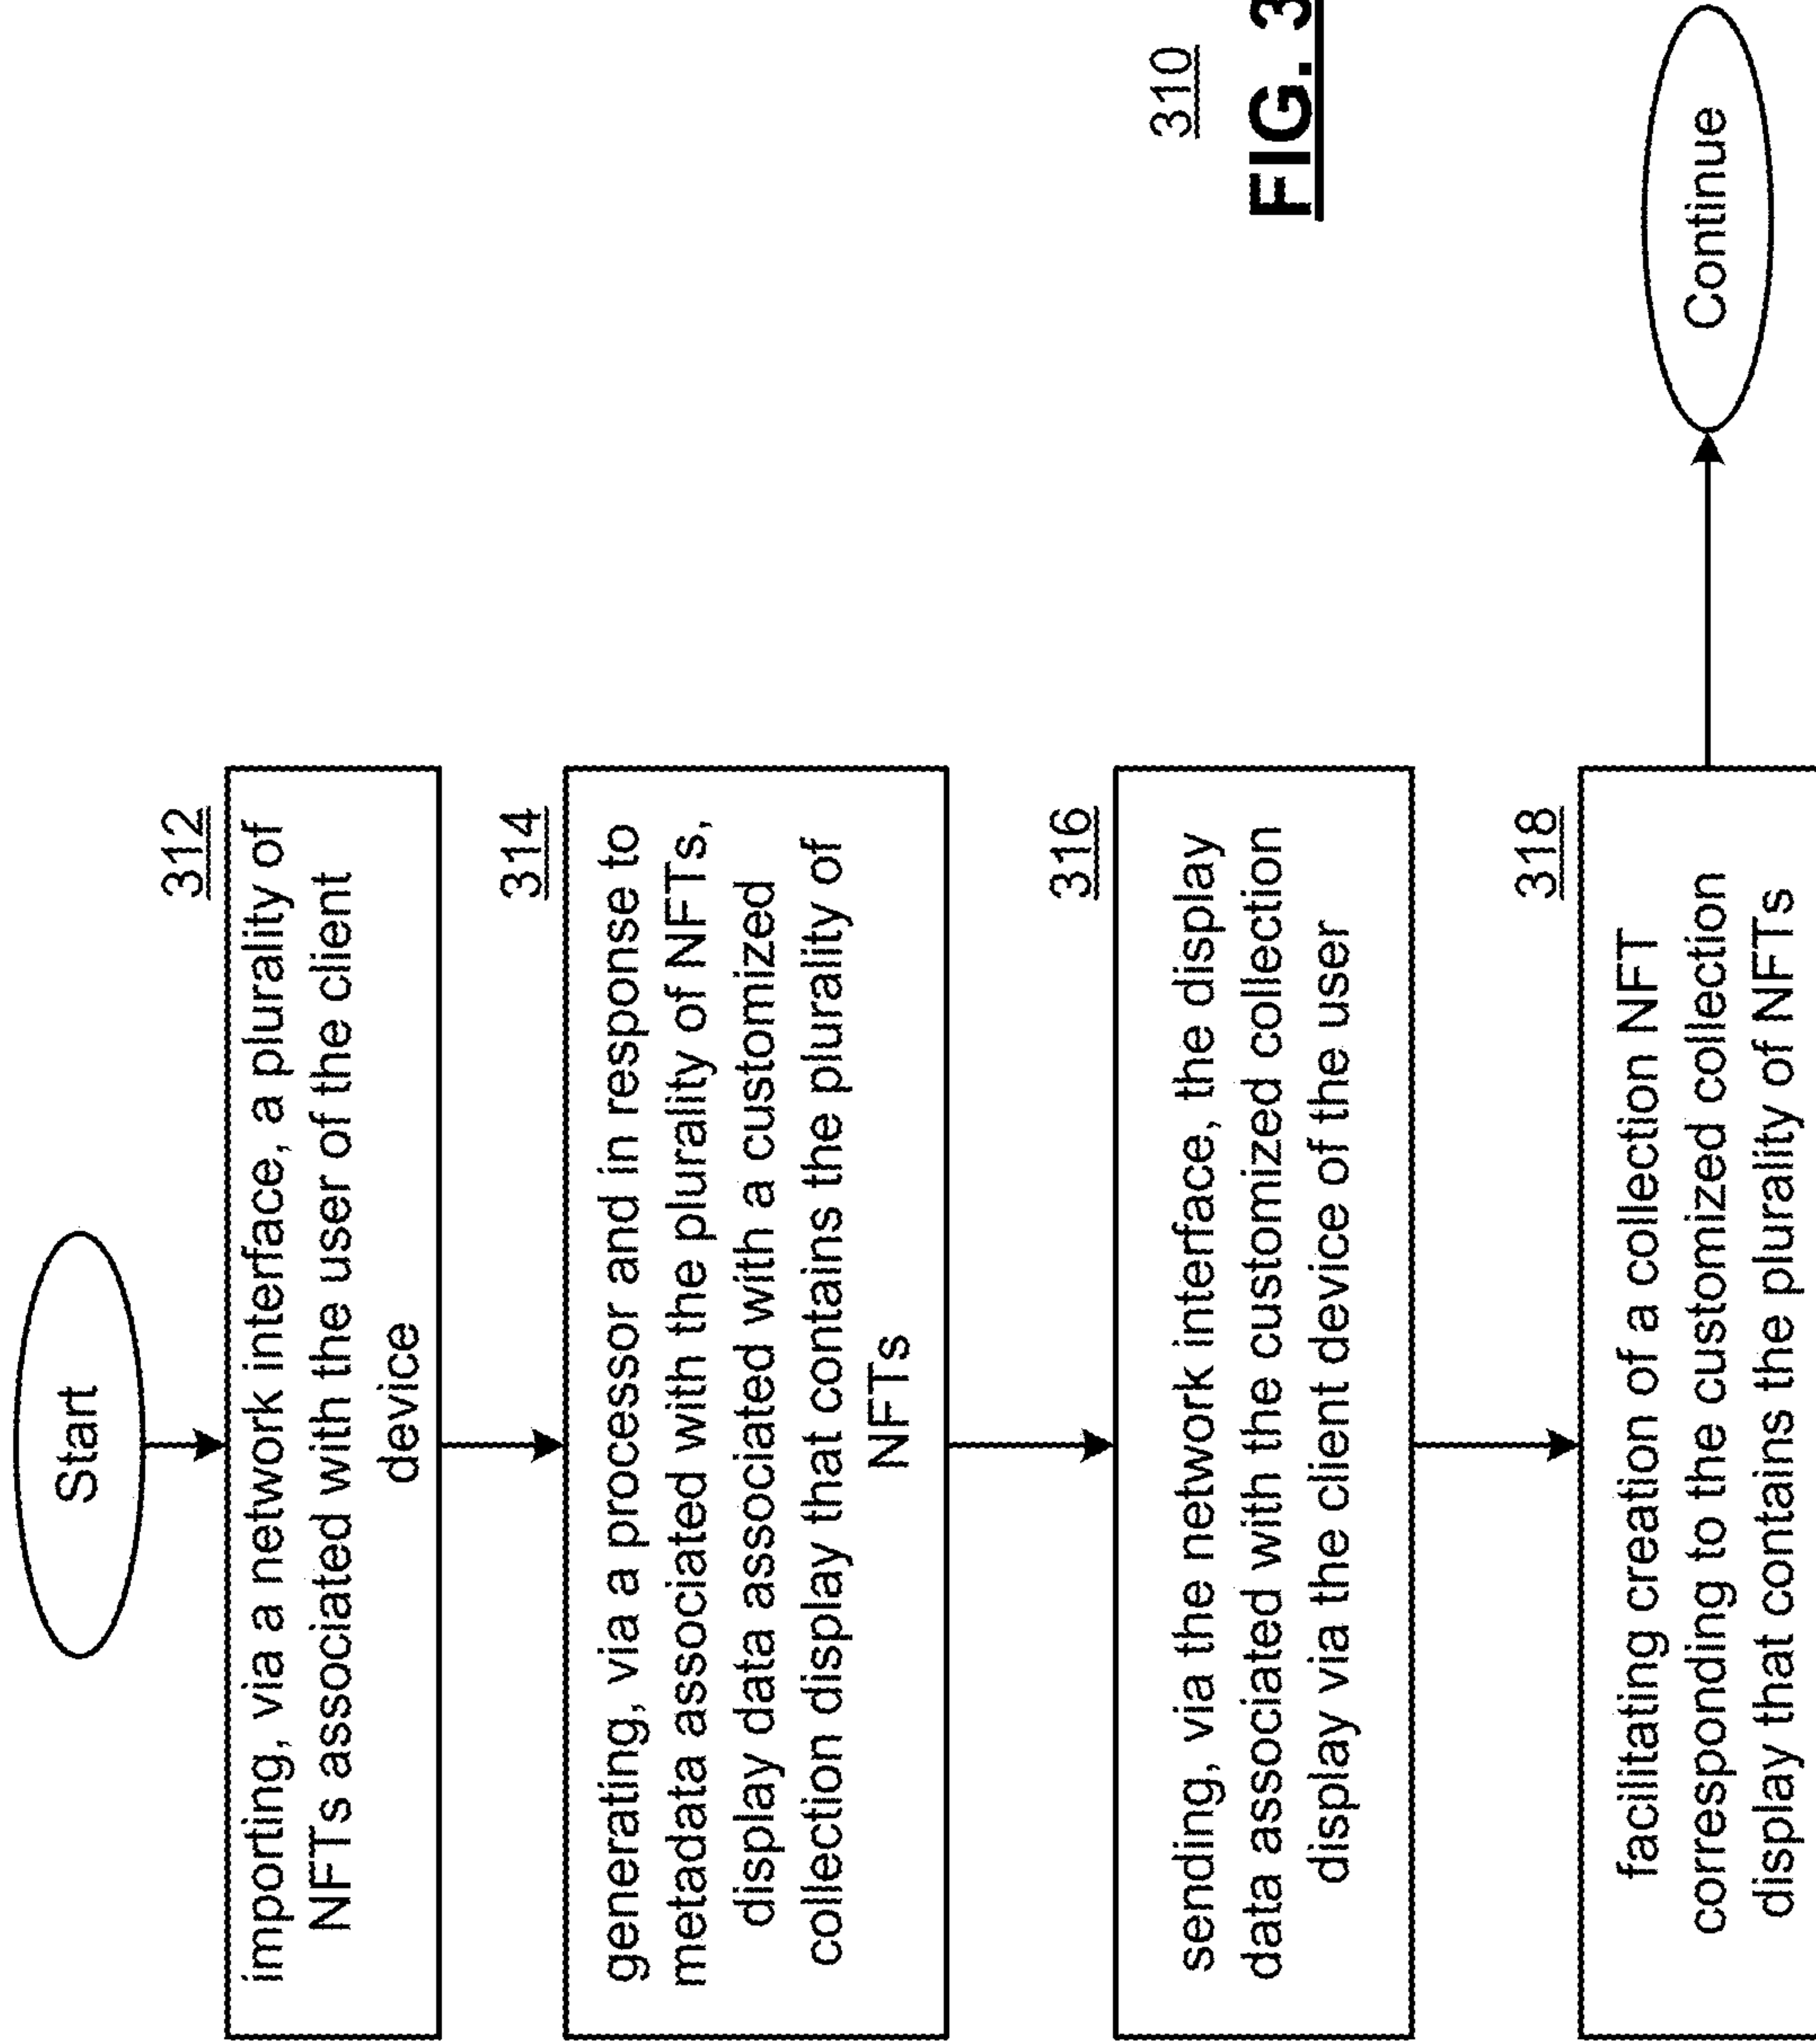 Start
312
importing, via a network interface, a plurality of
NFTs associated with the user of the client
device
314
generating, via a processor and in response to
metadata associated with the plurality of NFTs,
display data associated with a customized
collection display that contains the plurality of
NFTs
316
sending, via the network interface, the display
data associated with the customized collection
display via the client device of the user
318
facilitating creation of a collection NFT
corresponding to the customized collection
display that contains the plurality of NFTs
Continue
310
FIG. 3